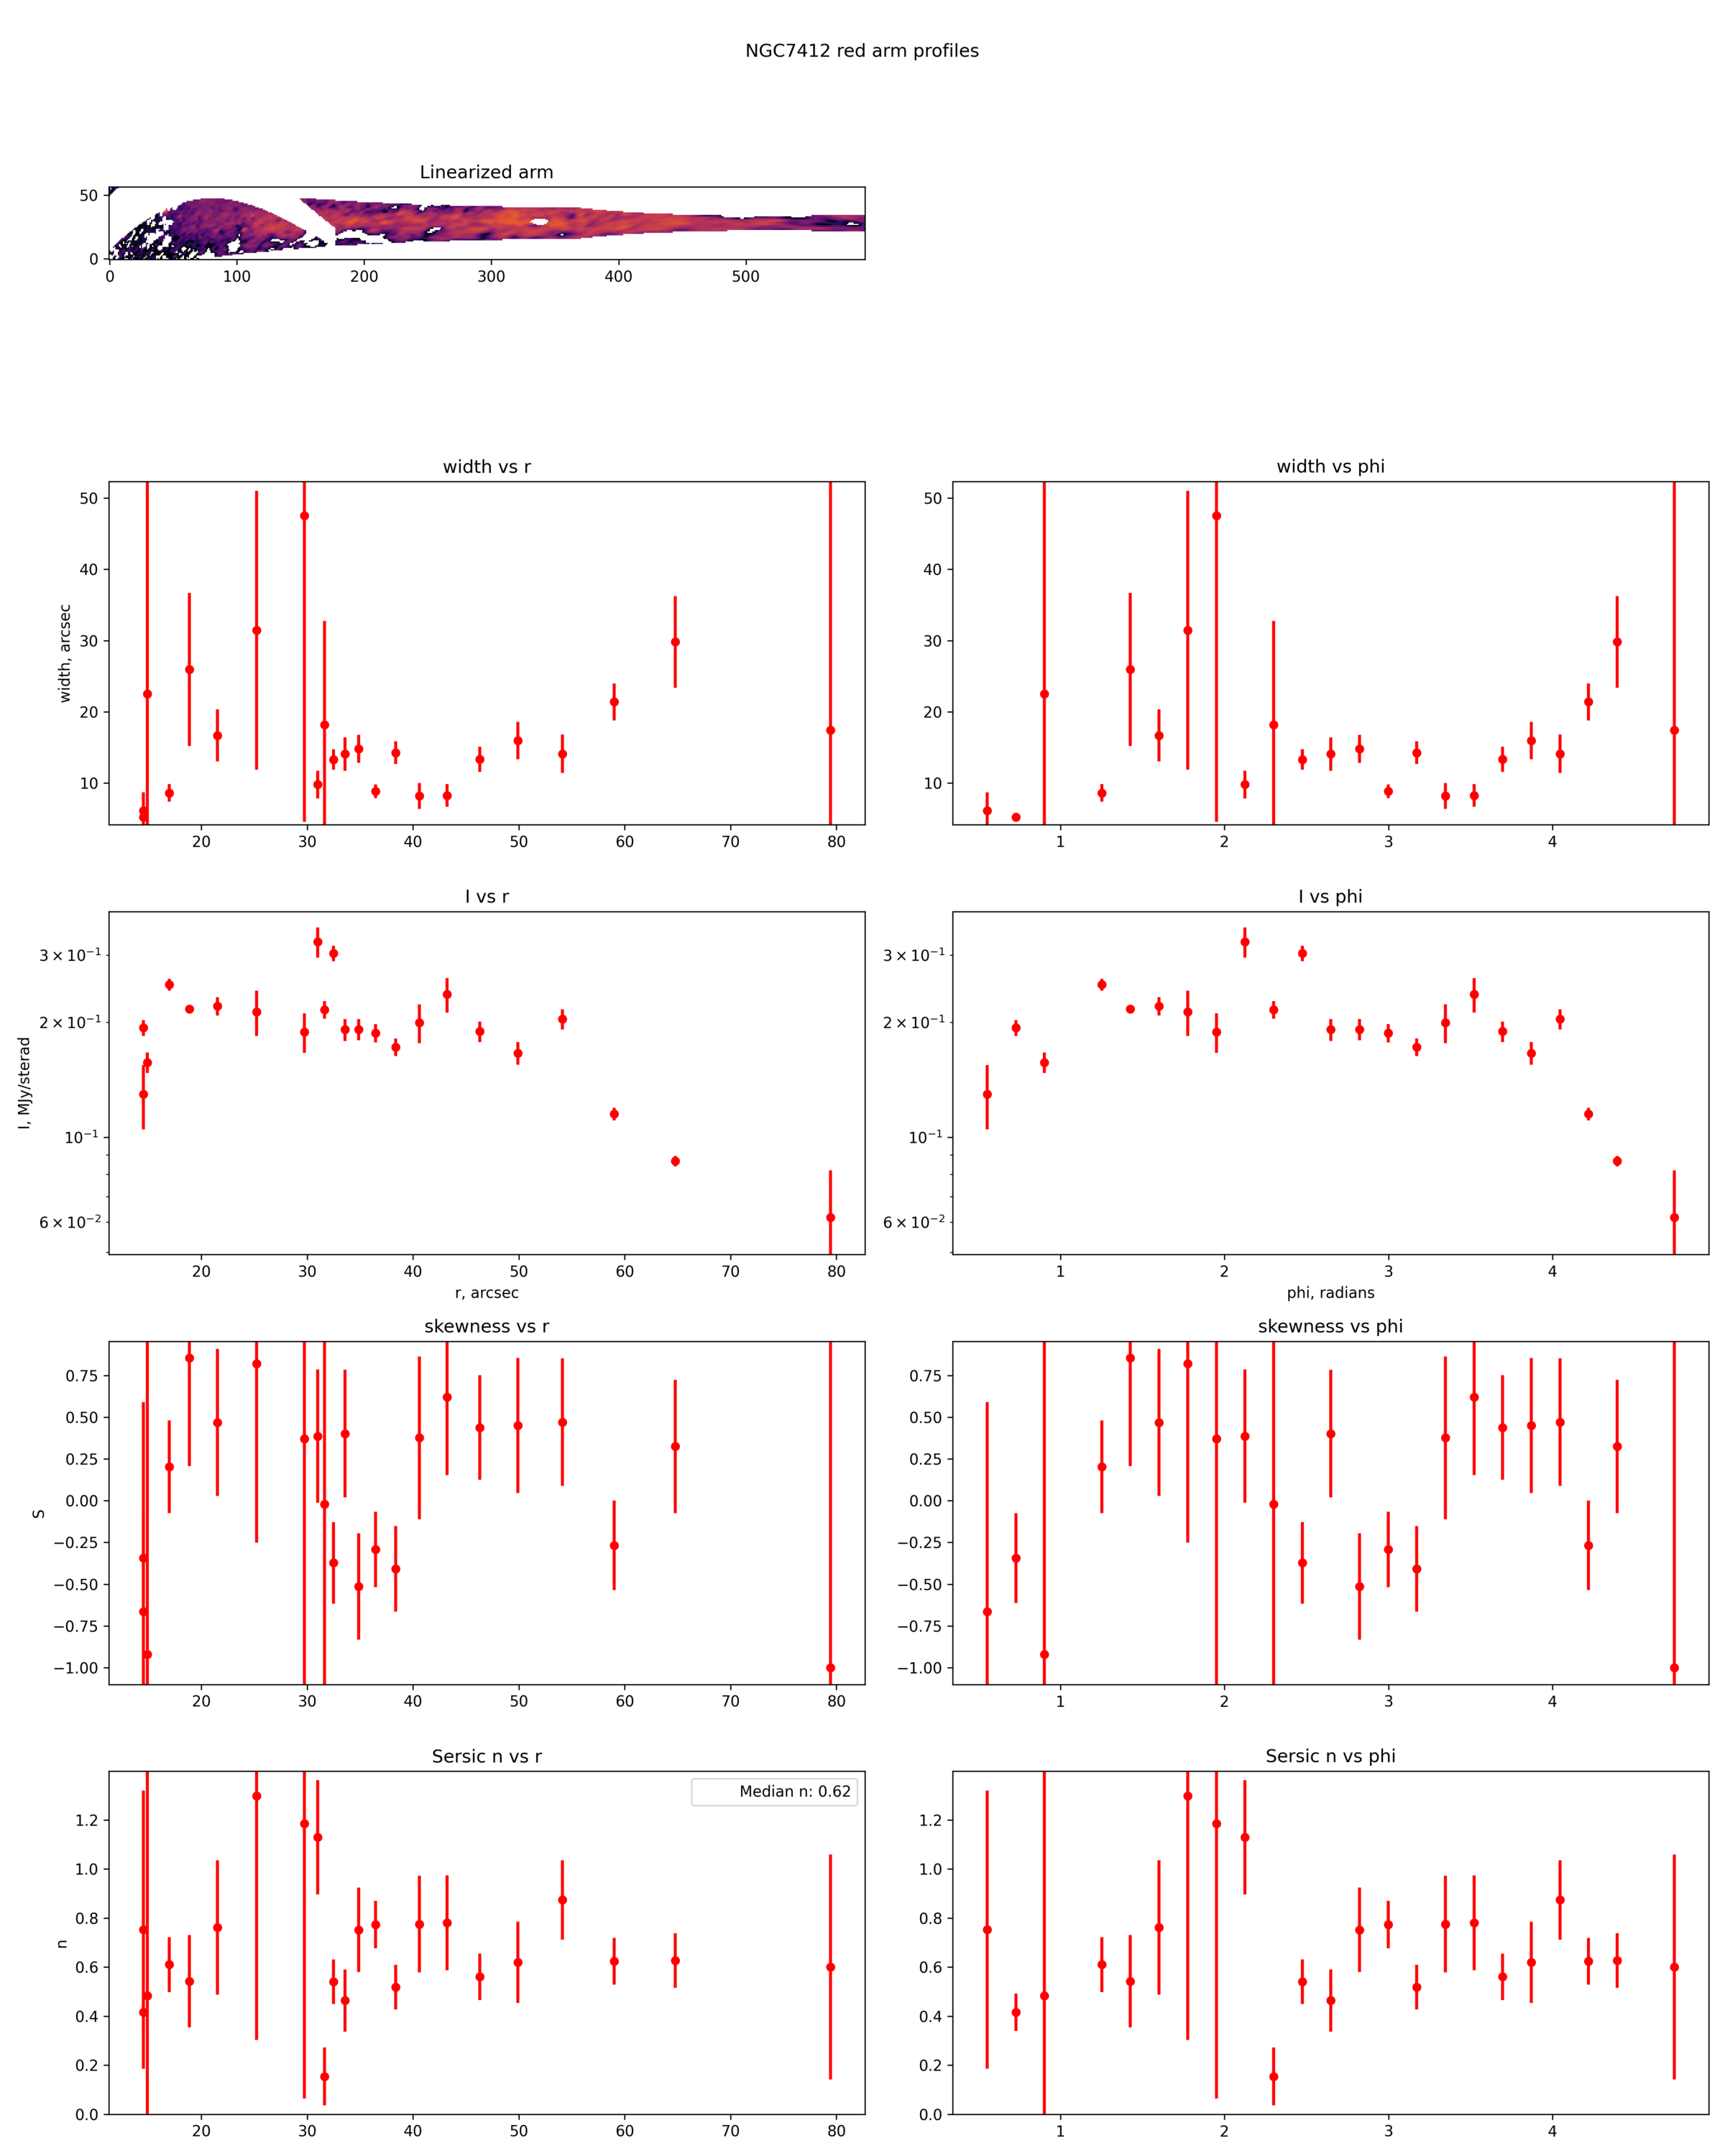 NGC7412 red arm profiles
Linearized arm
50
0
0 100 200 300 400 500
width vs r
width vs phi
width, arcsec
50
40
30
20
10
20 30 40 50 60 70 80
50
40
30
20
10
1 2 3 4
I vs r
I vs phi
I, MJy/sterad
3 × 10⁻¹
2 × 10⁻¹
10⁻¹
6 × 10⁻²
20 30 40 50 60 70 80
r, arcsec
3 × 10⁻¹
2 × 10⁻¹
10⁻¹
6 × 10⁻²
1 2 3 4
phi, radians
skewness vs r
skewness vs phi
S
0.75
0.50
0.25
0.00
−0.25
−0.50
−0.75
−1.00
20 30 40 50 60 70 80
0.75
0.50
0.25
0.00
−0.25
−0.50
−0.75
−1.00
1 2 3 4
Sersic n vs r
Sersic n vs phi
Median n: 0.62
n
1.2
1.0
0.8
0.6
0.4
0.2
0.0
20 30 40 50 60 70 80
1.2
1.0
0.8
0.6
0.4
0.2
0.0
1 2 3 4